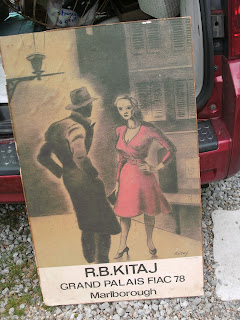 R.B.KITAJ
GRAND PALAIS FIAC 78
Marlborough